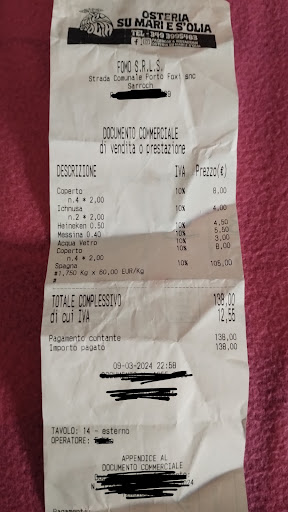 OSTERIA
SU MARI E S'OLIA
TEL. 349 3995463
FOMO S.R.L.S.
Strada Comunale Porto Foxi snc
Sarroch
DOCUMENTO COMMERCIALE
di vendita o prestazione
DESCRIZIONE IVA Prezzo(€)
Coperto 10% 8,00
n.4 * 2,00
Ichnusa 10% 4,00
n.2 * 2,00
Heineken 0.50 10% 4,50
Messina 0.40 10% 5,50
Acqua Vetro 10% 3,00
Coperto 10% 8,00
n.4 * 2,00
Spagna 10% 105,00
#1,750 Kg x 60,00 EUR/Kg
#
TOTALE COMPLESSIVO 138,00
di cui IVA 12,55
Pagamento contante 138,00
Importo pagato 138,00
09-03-2024 22:58
TAVOLO: 14 - esterno
OPERATORE:
APPENDICE AL
DOCUMENTO COMMERCIALE
Pagamento: